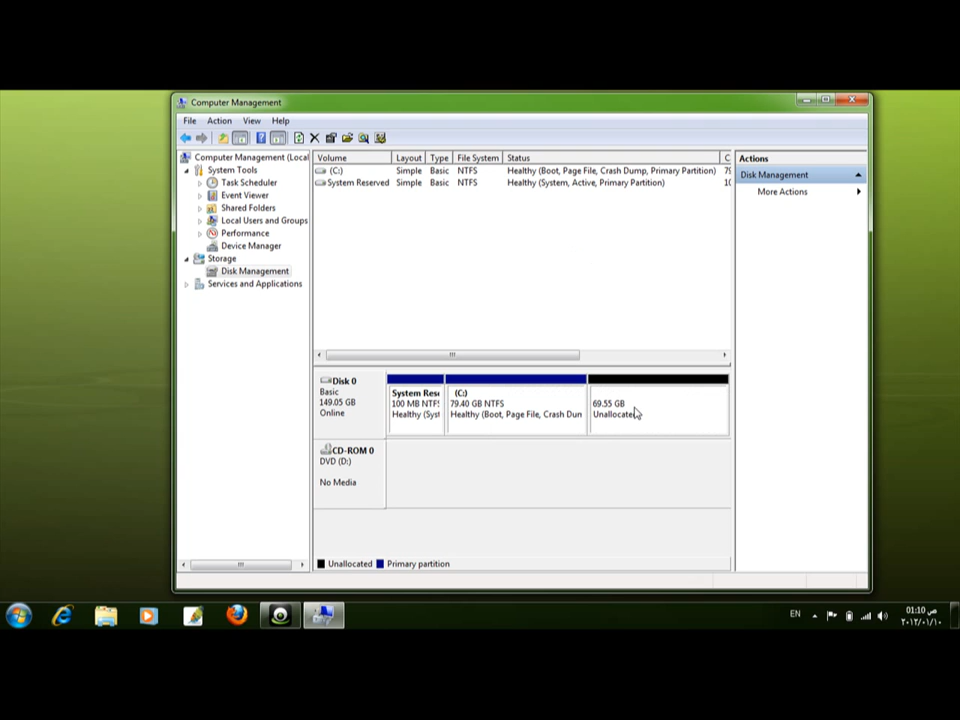 Computer Management
File Action View Help
Computer Management (Local
System Tools
Task Scheduler
Event Viewer
Shared Folders
Local Users and Groups
Performance
Device Manager
Storage
Disk Management
Services and Applications
Volume Layout Type File System Status C
(C:) Simple Basic NTFS Healthy (Boot, Page File, Crash Dump, Primary Partition) 79
System Reserved Simple Basic NTFS Healthy (System, Active, Primary Partition) 10
Actions
Disk Management
More Actions
Disk 0
Basic
149.05 GB
Online
System Rese
100 MB NTFS
Healthy (Syst
(C:)
79.40 GB NTFS
Healthy (Boot, Page File, Crash Dun
69.55 GB
Unallocated
CD-ROM 0
DVD (D:)
No Media
Unallocated Primary partition
EN
01:10 ص
٢٠١٢/٠١/١٠